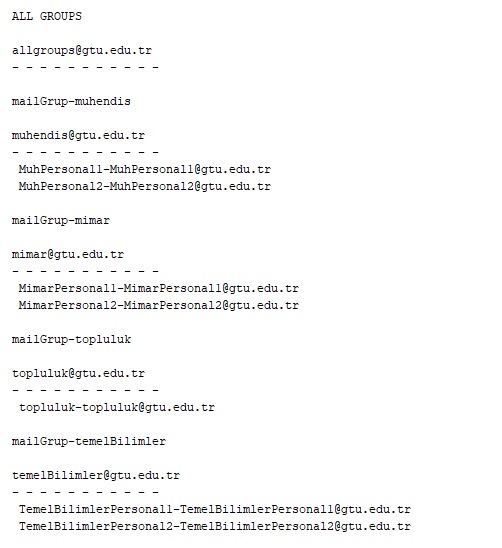 ALL GROUPS
allgroups@gtu.edu.tr
- - - - - - - - - - -
mailGrup-muhendis
muhendis@gtu.edu.tr
- - - - - - - - - - -
MuhPersonal1-MuhPersonal1@gtu.edu.tr
MuhPersonal2-MuhPersonal2@gtu.edu.tr
mailGrup-mimar
mimar@gtu.edu.tr
- - - - - - - - - - -
MimarPersonal1-MimarPersonal1@gtu.edu.tr
MimarPersonal2-MimarPersonal2@gtu.edu.tr
mailGrup-topluluk
topluluk@gtu.edu.tr
- - - - - - - - - - -
topluluk-topluluk@gtu.edu.tr
mailGrup-temelBilimler
temelBilimler@gtu.edu.tr
- - - - - - - - - - -
TemelBilimlerPersonal1-TemelBilimlerPersonal1@gtu.edu.tr
TemelBilimlerPersonal2-TemelBilimlerPersonal2@gtu.edu.tr